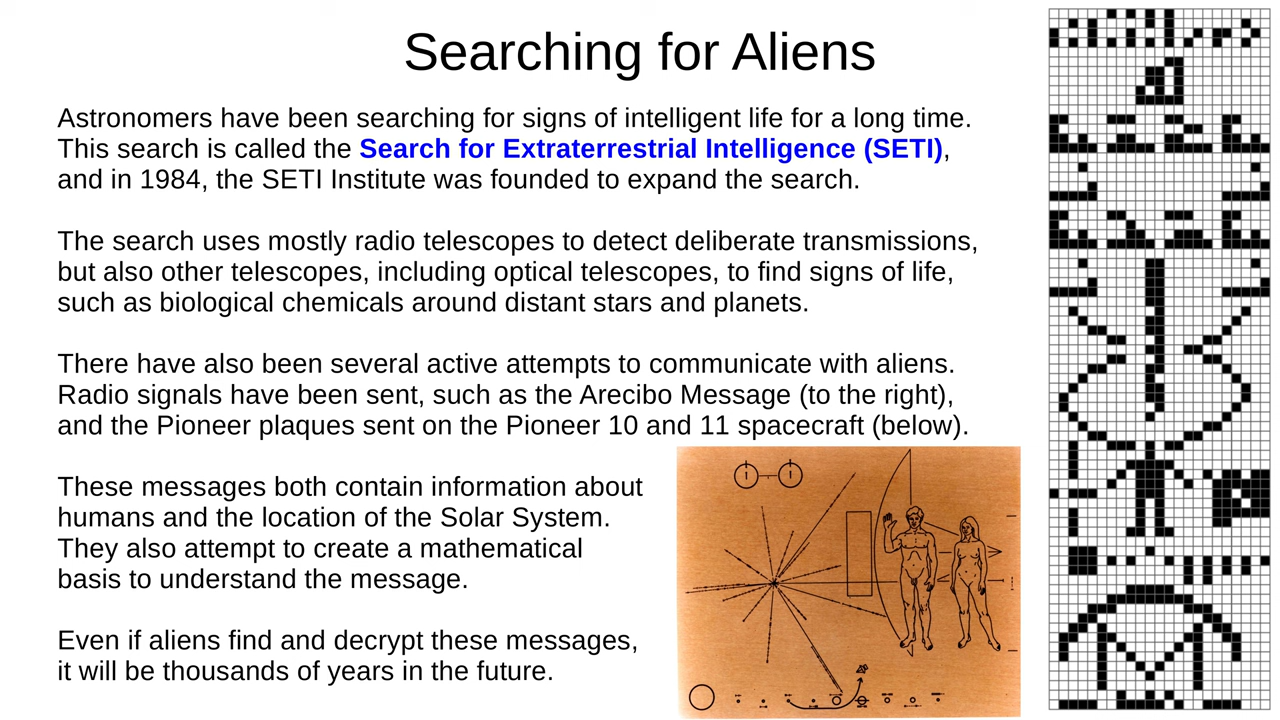 Searching for Aliens
Astronomers have been searching for signs of intelligent life for a long time.
This search is called the Search for Extraterrestrial Intelligence (SETI),
and in 1984, the SETI Institute was founded to expand the search.
The search uses mostly radio telescopes to detect deliberate transmissions,
but also other telescopes, including optical telescopes, to find signs of life,
such as biological chemicals around distant stars and planets.
There have also been several active attempts to communicate with aliens.
Radio signals have been sent, such as the Arecibo Message (to the right),
and the Pioneer plaques sent on the Pioneer 10 and 11 spacecraft (below).
These messages both contain information about
humans and the location of the Solar System.
They also attempt to create a mathematical
basis to understand the message.
Even if aliens find and decrypt these messages,
it will be thousands of years in the future.